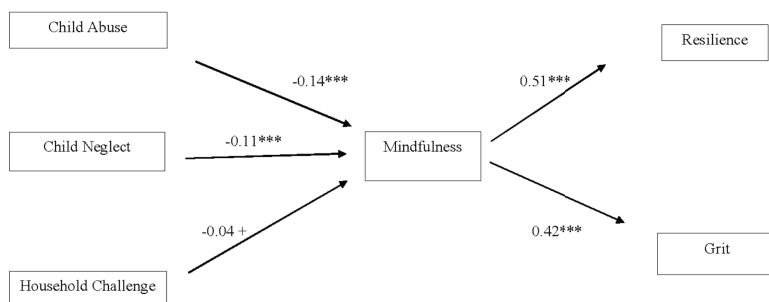 Child Abuse
Resilience
-0.14***
0.51***
-0.11***
Child Neglect
Mindfulness
-0.04 +
0.42***
Grit
Household Challenge